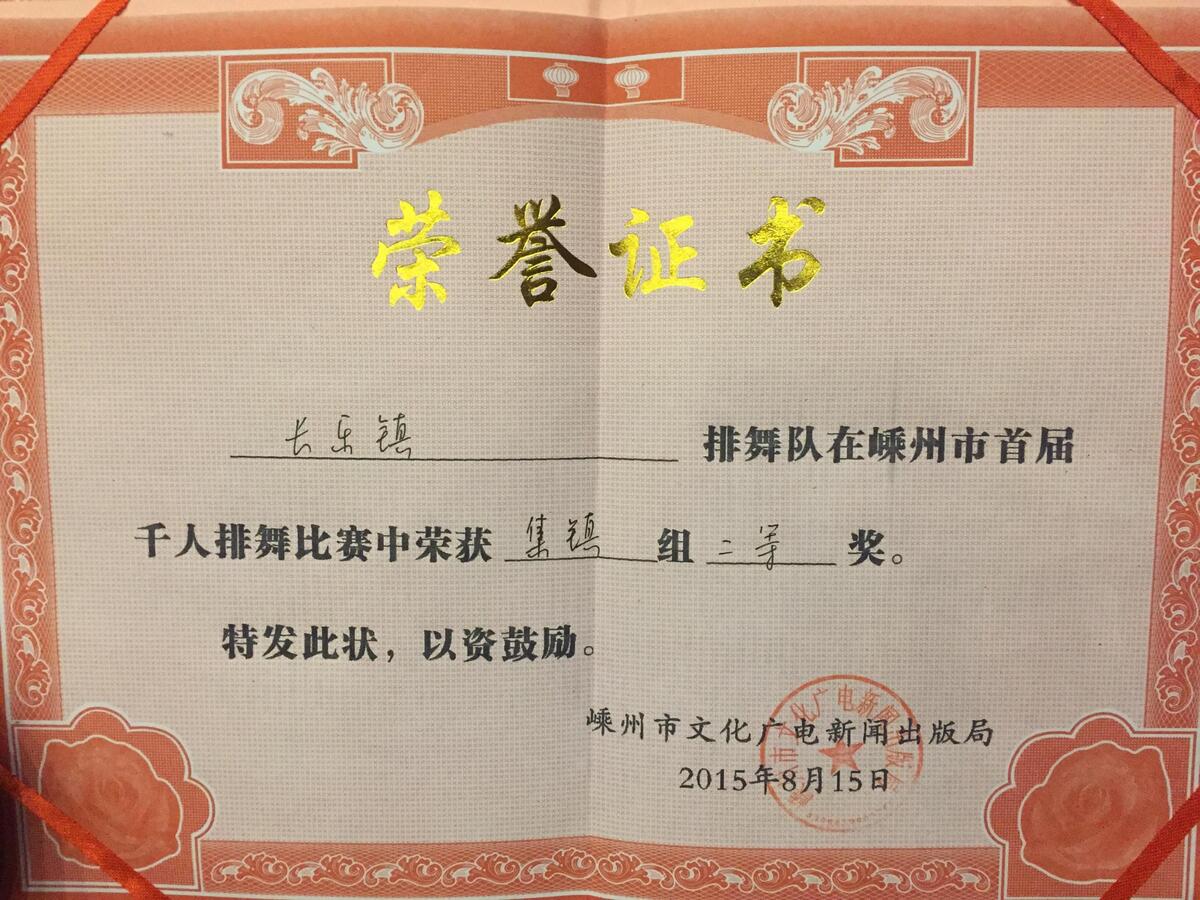 荣誉证书
长乐镇 排舞队在嵊州市首届
千人排舞比赛中荣获 集镇 组 二等 奖。
特发此状，以资鼓励。
嵊州市文化广电新闻出版局
2015年8月15日